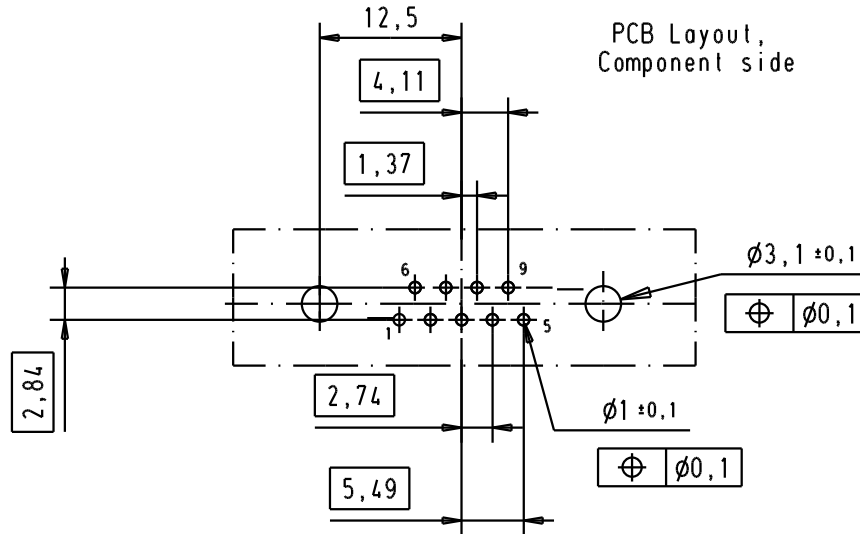 12,5
PCB Layout,
Component side
4,11
1,37
6
9
Ø3,1 ±0,1
Ø0,1
1
5
2,84
2,74
Ø1 ±0,1
Ø0,1
5,49